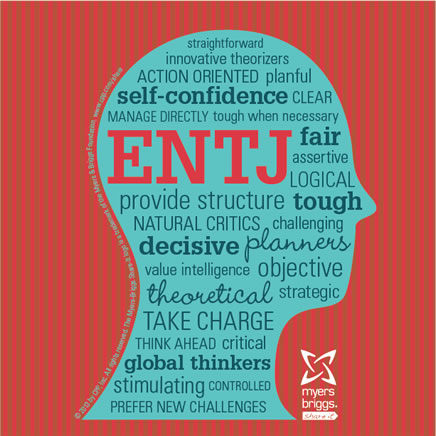 straightforward
innovative theorizers
ACTION ORIENTED planful
self-confidence CLEAR
MANAGE DIRECTLY tough when necessary
ENTJ fair
assertive
LOGICAL
provide structure tough
NATURAL CRITICS challenging
decisive planners
value intelligence objective
theoretical strategic
TAKE CHARGE
THINK AHEAD critical
global thinkers
stimulating CONTROLLED
PREFER NEW CHALLENGES
myers
briggs.
share it
© 2013 by CPP, Inc. All rights reserved. The Myers-Briggs Share-it logo is a trademark of the Myers & Briggs Foundation. www.cpp.com/share